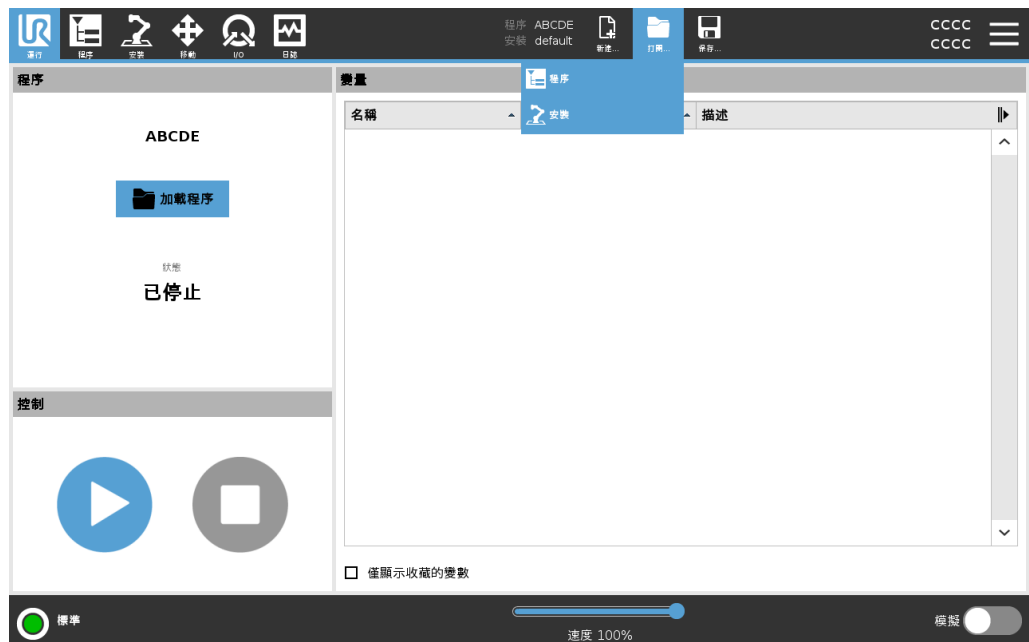 UR
運行
程序
安裝
移動
I/O
日誌
程序 ABCDE
安裝 default
新建...
打開...
保存...
CCCC
CCCC
程序
安裝
程序
ABCDE
加載程序
狀態
已停止
控制
變量
名稱
描述
僅顯示收藏的變數
標準
速度 100%
模擬